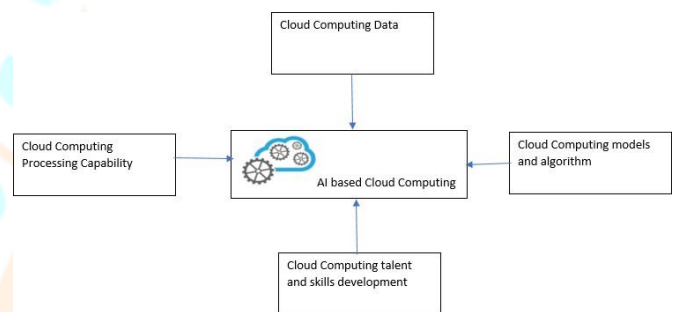 Cloud Computing Data
Cloud Computing
Processing Capability
Cloud Computing models
and algorithm
AI based Cloud Computing
Cloud Computing talent
and skills development